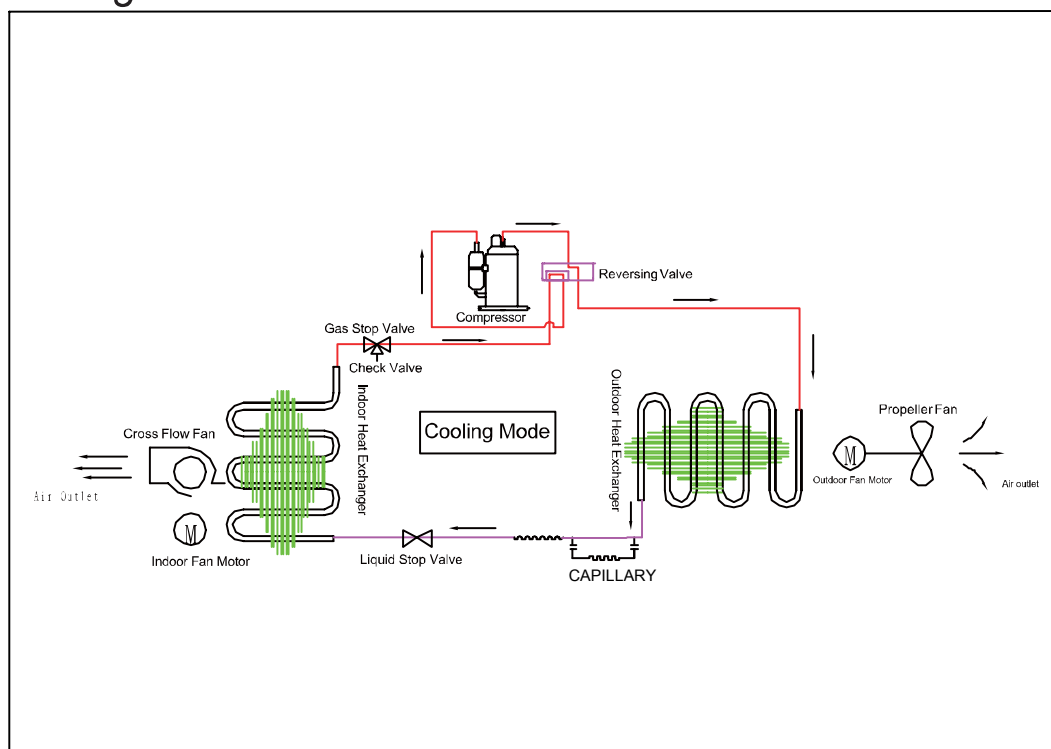 Reversing Valve
Compressor
Gas Stop Valve
Check Valve
Indoor Heat Exchanger
Outdoor Heat Exchanger
Cooling Mode
Propeller Fan
Cross Flow Fan
M
Outdoor Fan Motor
Air outlet
Air Outlet
M
Indoor Fan Motor
Liquid Stop Valve
CAPILLARY